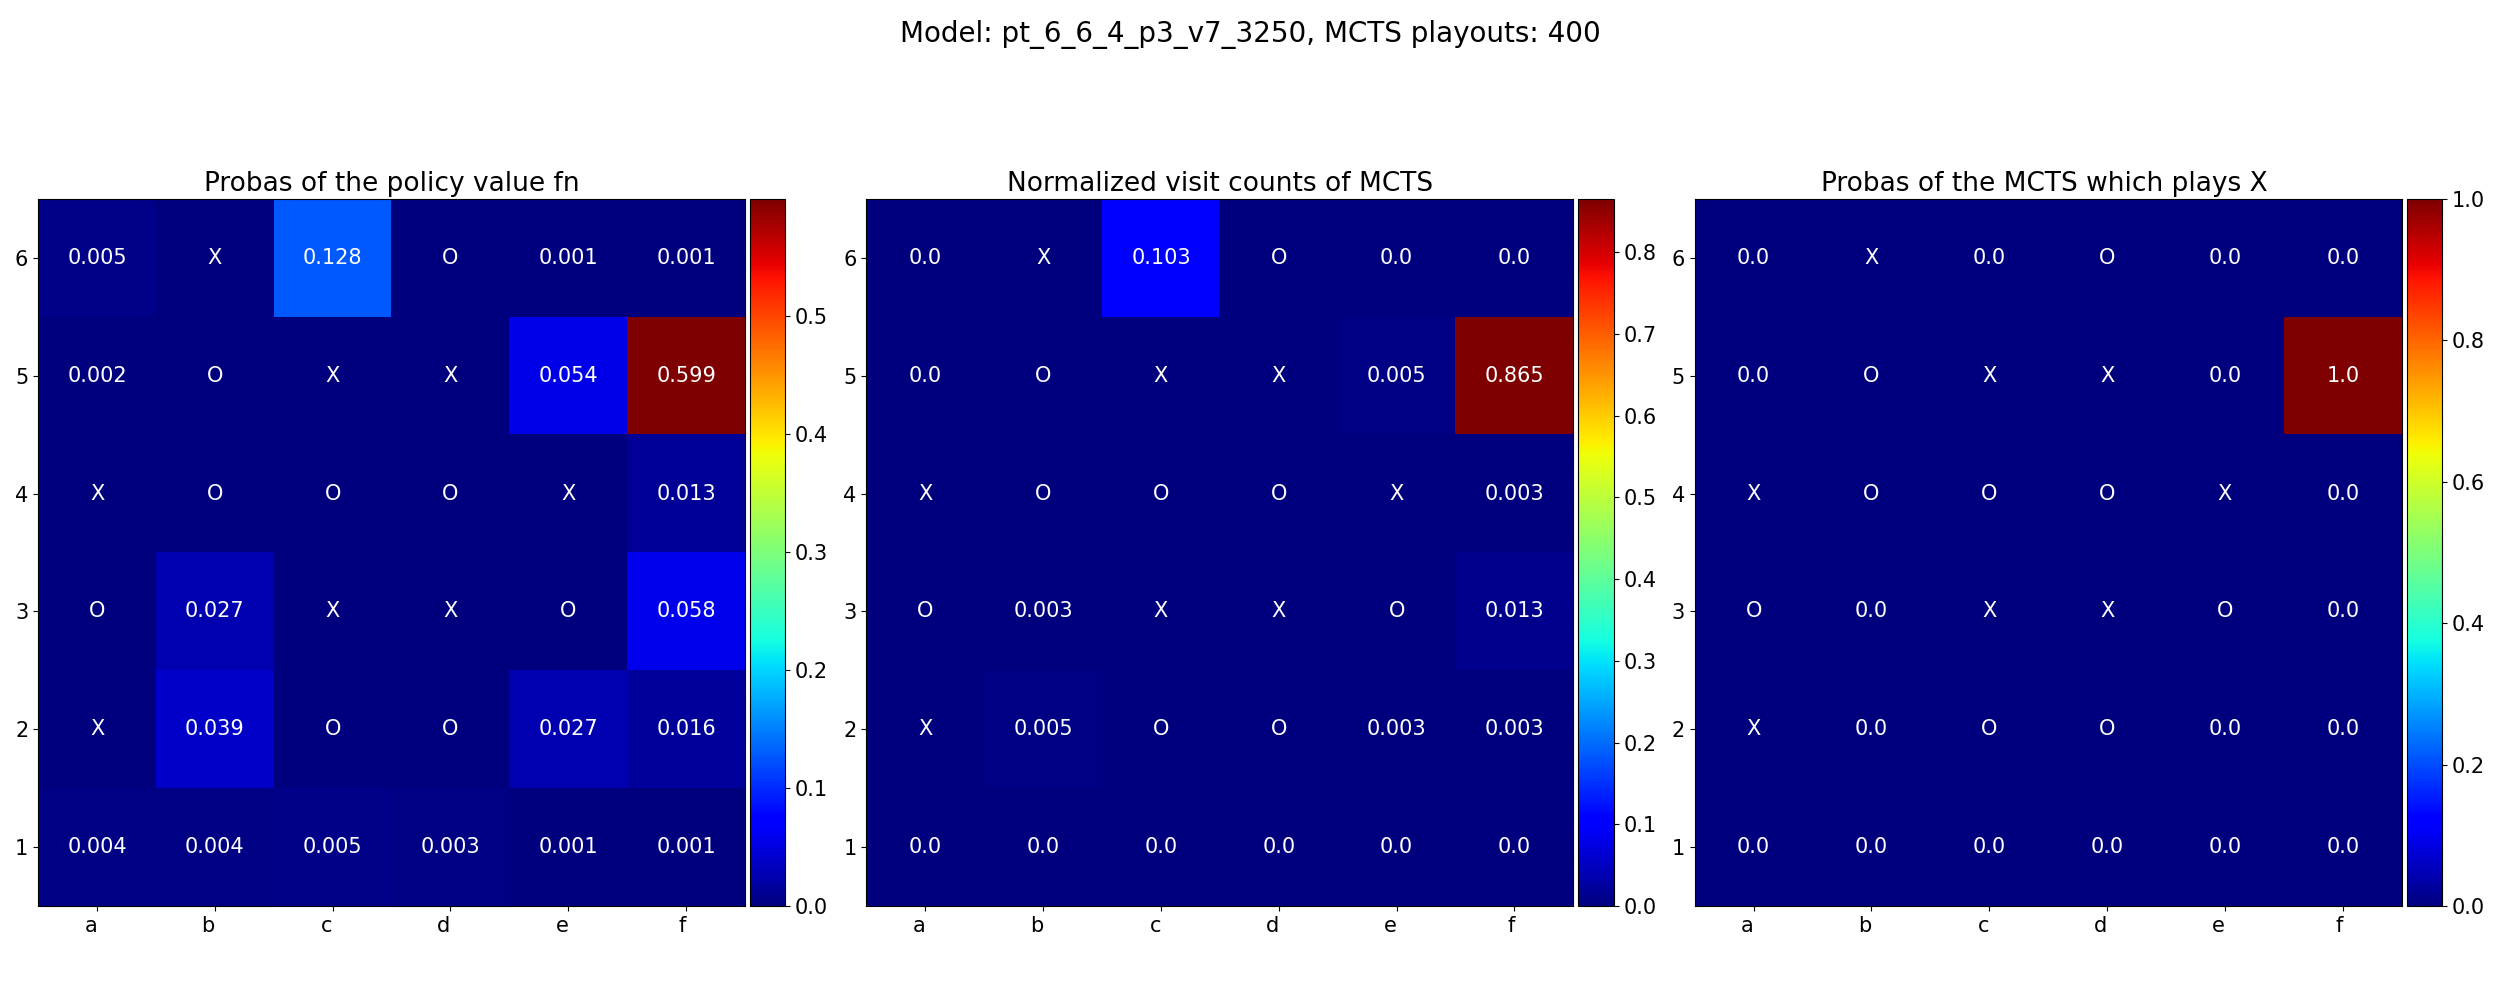 Model: pt_6_6_4_p3_v7_3250, MCTS playouts: 400
Probas of the policy value fn
6 0.005 X 0.128 O 0.001 0.001
5 0.002 O X X 0.054 0.599
4 X O O O X 0.013
3 O 0.027 X X O 0.058
2 X 0.039 O O 0.027 0.016
1 0.004 0.004 0.005 0.003 0.001 0.001
a b c d e f
0.5
0.4
0.3
0.2
0.1
0.0
Normalized visit counts of MCTS
6 0.0 X 0.103 O 0.0 0.0
5 0.0 O X X 0.005 0.865
4 X O O O X 0.003
3 O 0.003 X X O 0.013
2 X 0.005 O O 0.003 0.003
1 0.0 0.0 0.0 0.0 0.0 0.0
a b c d e f
0.8
0.7
0.6
0.5
0.4
0.3
0.2
0.1
0.0
Probas of the MCTS which plays X
6 0.0 X 0.0 O 0.0 0.0
5 0.0 O X X 0.0 1.0
4 X O O O X 0.0
3 O 0.0 X X O 0.0
2 X 0.0 O O 0.0 0.0
1 0.0 0.0 0.0 0.0 0.0 0.0
a b c d e f
1.0
0.8
0.6
0.4
0.2
0.0